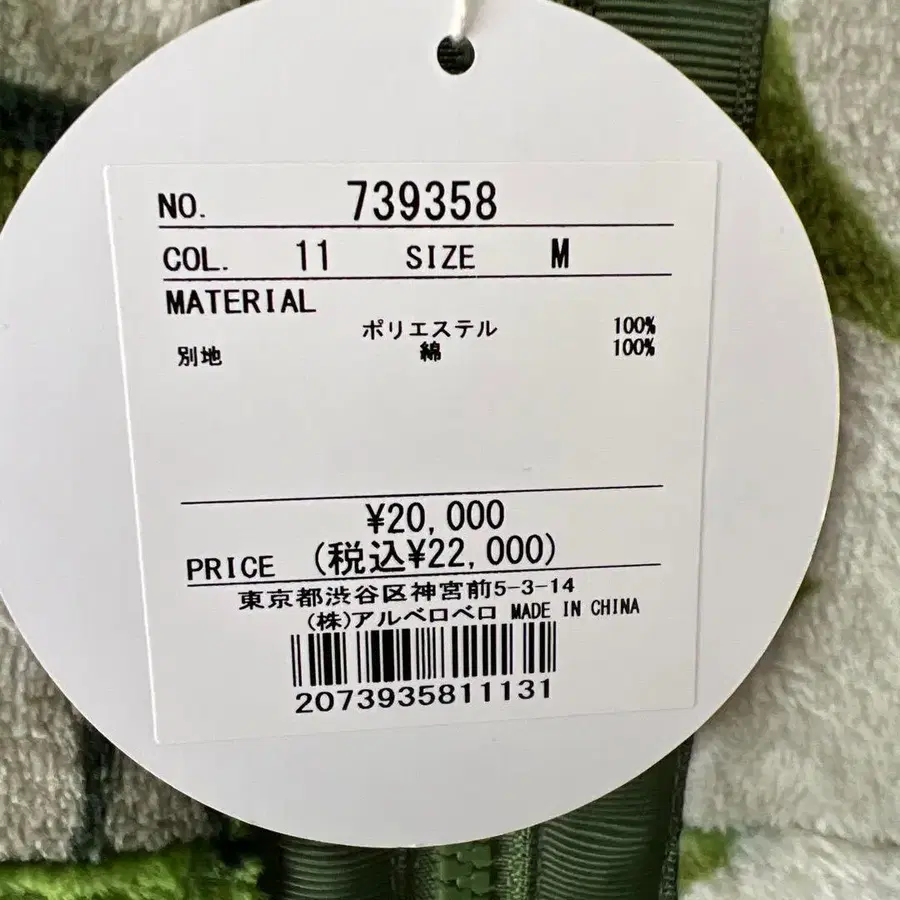 NO. 739358
COL. 11 SIZE M
MATERIAL
ポリエステル 100%
別地 綿 100%
¥20,000
PRICE (税込¥22,000)
東京都渋谷区神宮前5-3-14
(株)アルベロベロ MADE IN CHINA
2073935811131